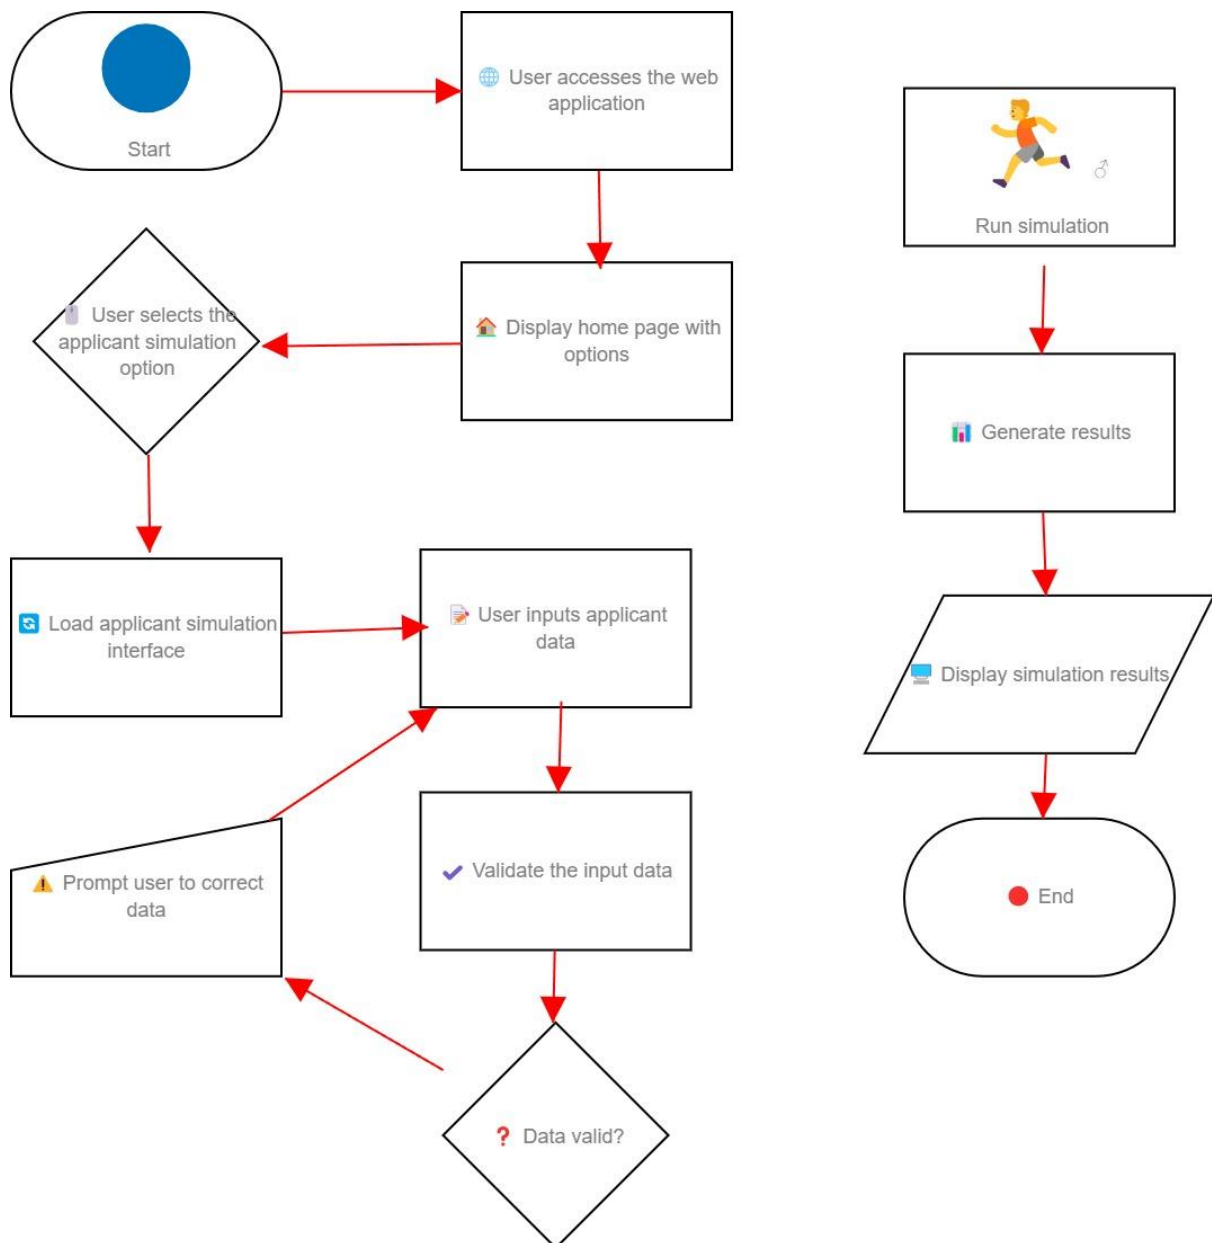 Start
User accesses the web
application
Display home page with
options
User selects the
applicant simulation
option
Load applicant simulation
interface
User inputs applicant
data
Validate the input data
Prompt user to correct
data
? Data valid?
♂
Run simulation
Generate results
Display simulation results
End